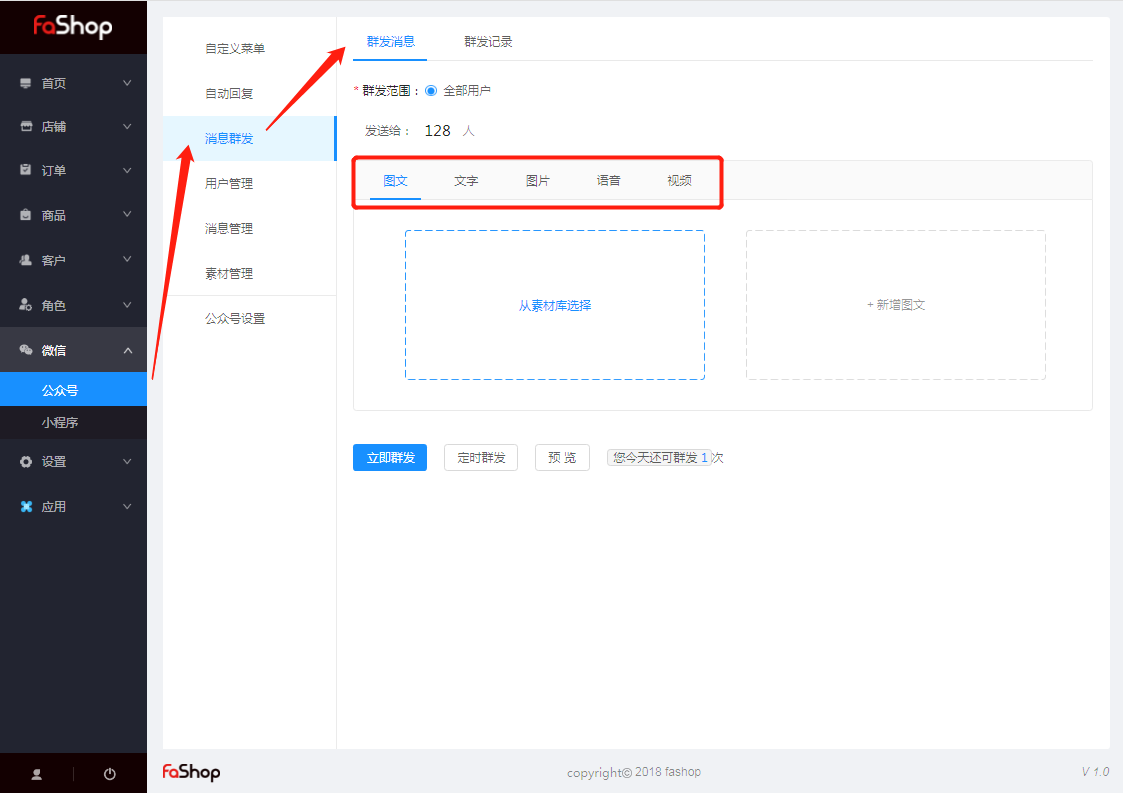 faShop
首页
店铺
订单
商品
客户
角色
微信
公众号
小程序
设置
应用
自定义菜单
自动回复
消息群发
用户管理
消息管理
素材管理
公众号设置
群发消息 群发记录
* 群发范围： 全部用户
发送给： 128 人
图文 文字 图片 语音 视频
从素材库选择 + 新增图文
立即群发 定时群发 预 览 您今天还可群发 1 次
faShop copyright© 2018 fashop V 1.0